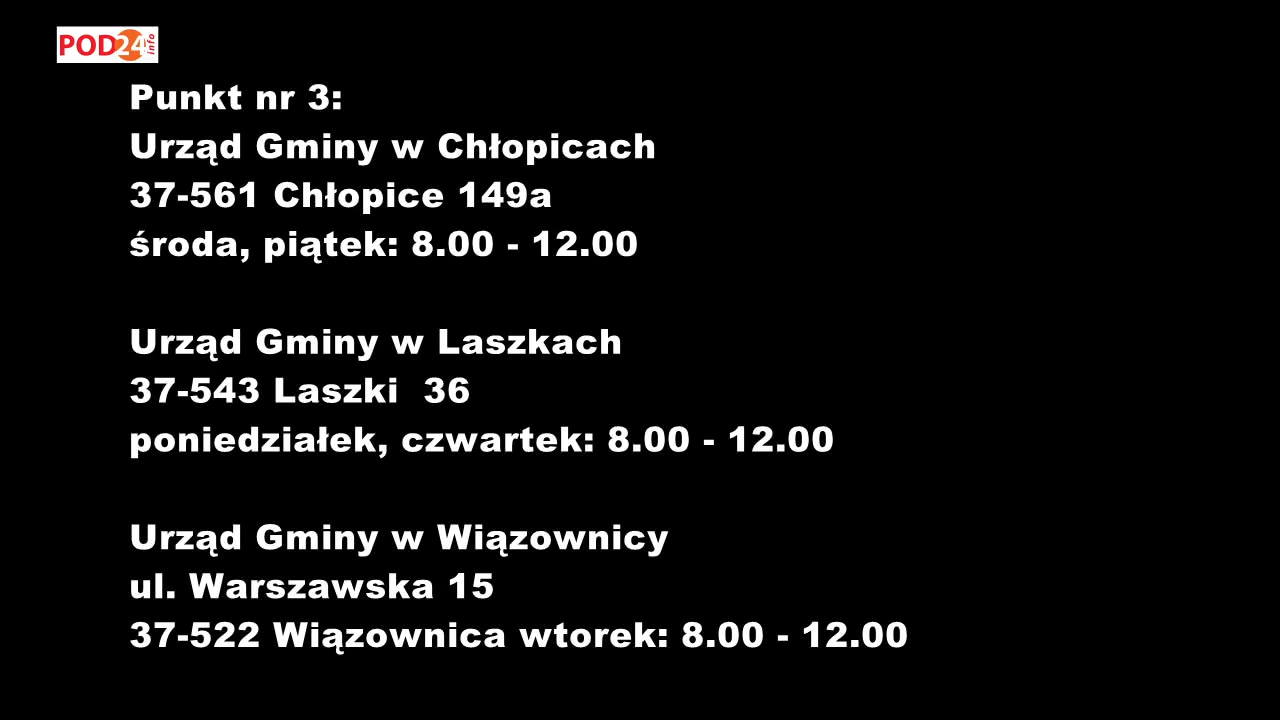 POD24 info
Punkt nr 3:
Urząd Gminy w Chłopicach
37-561 Chłopice 149a
środa, piątek: 8.00 - 12.00
Urząd Gminy w Laszkach
37-543 Laszki  36
poniedziałek, czwartek: 8.00 - 12.00
Urząd Gminy w Wiązownicy
ul. Warszawska 15
37-522 Wiązownica wtorek: 8.00 - 12.00